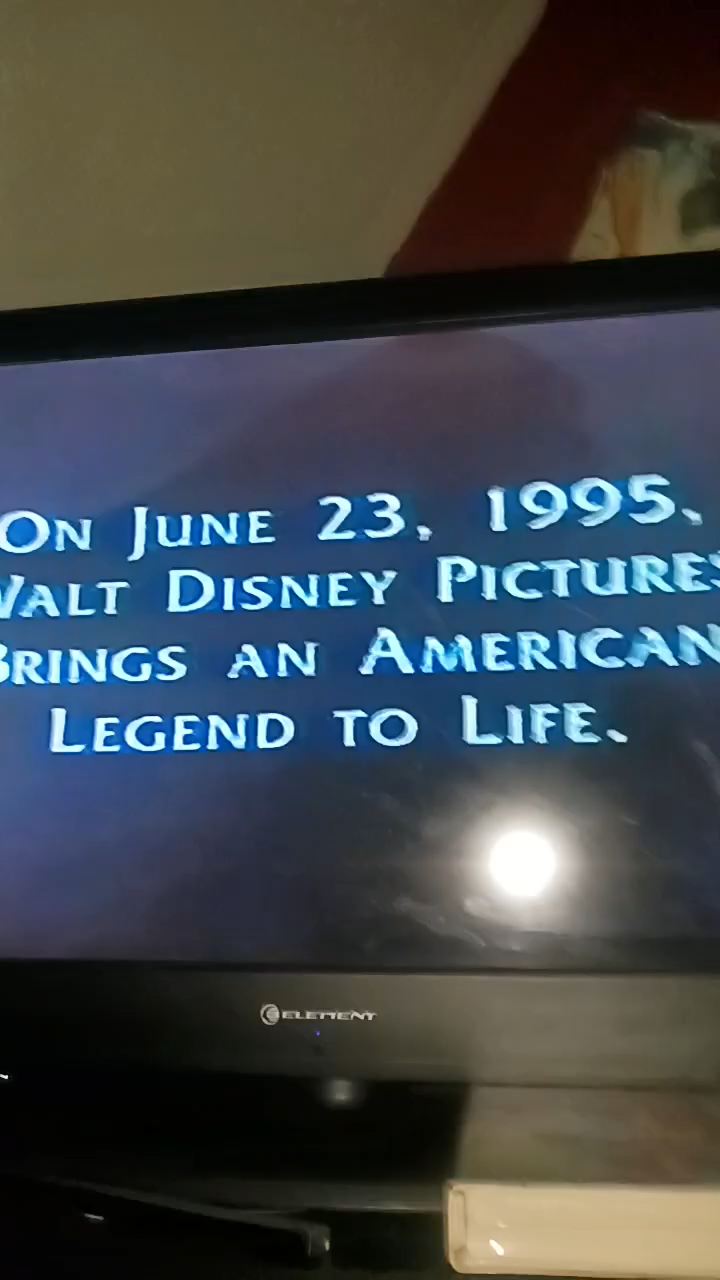 On June 23, 1995,
Walt Disney Pictures
Brings an American
Legend to Life.
ELEMENT